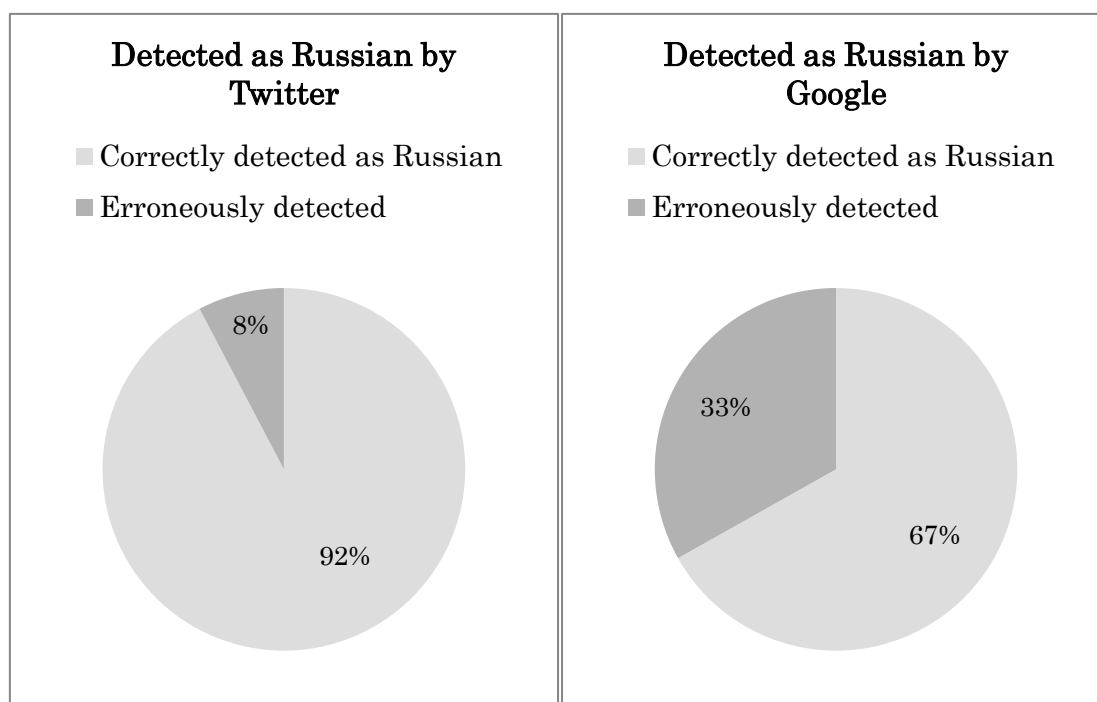 Detected as Russian by
Twitter
Correctly detected as Russian
Erroneously detected
8%
92%
Detected as Russian by
Google
Correctly detected as Russian
Erroneously detected
33%
67%